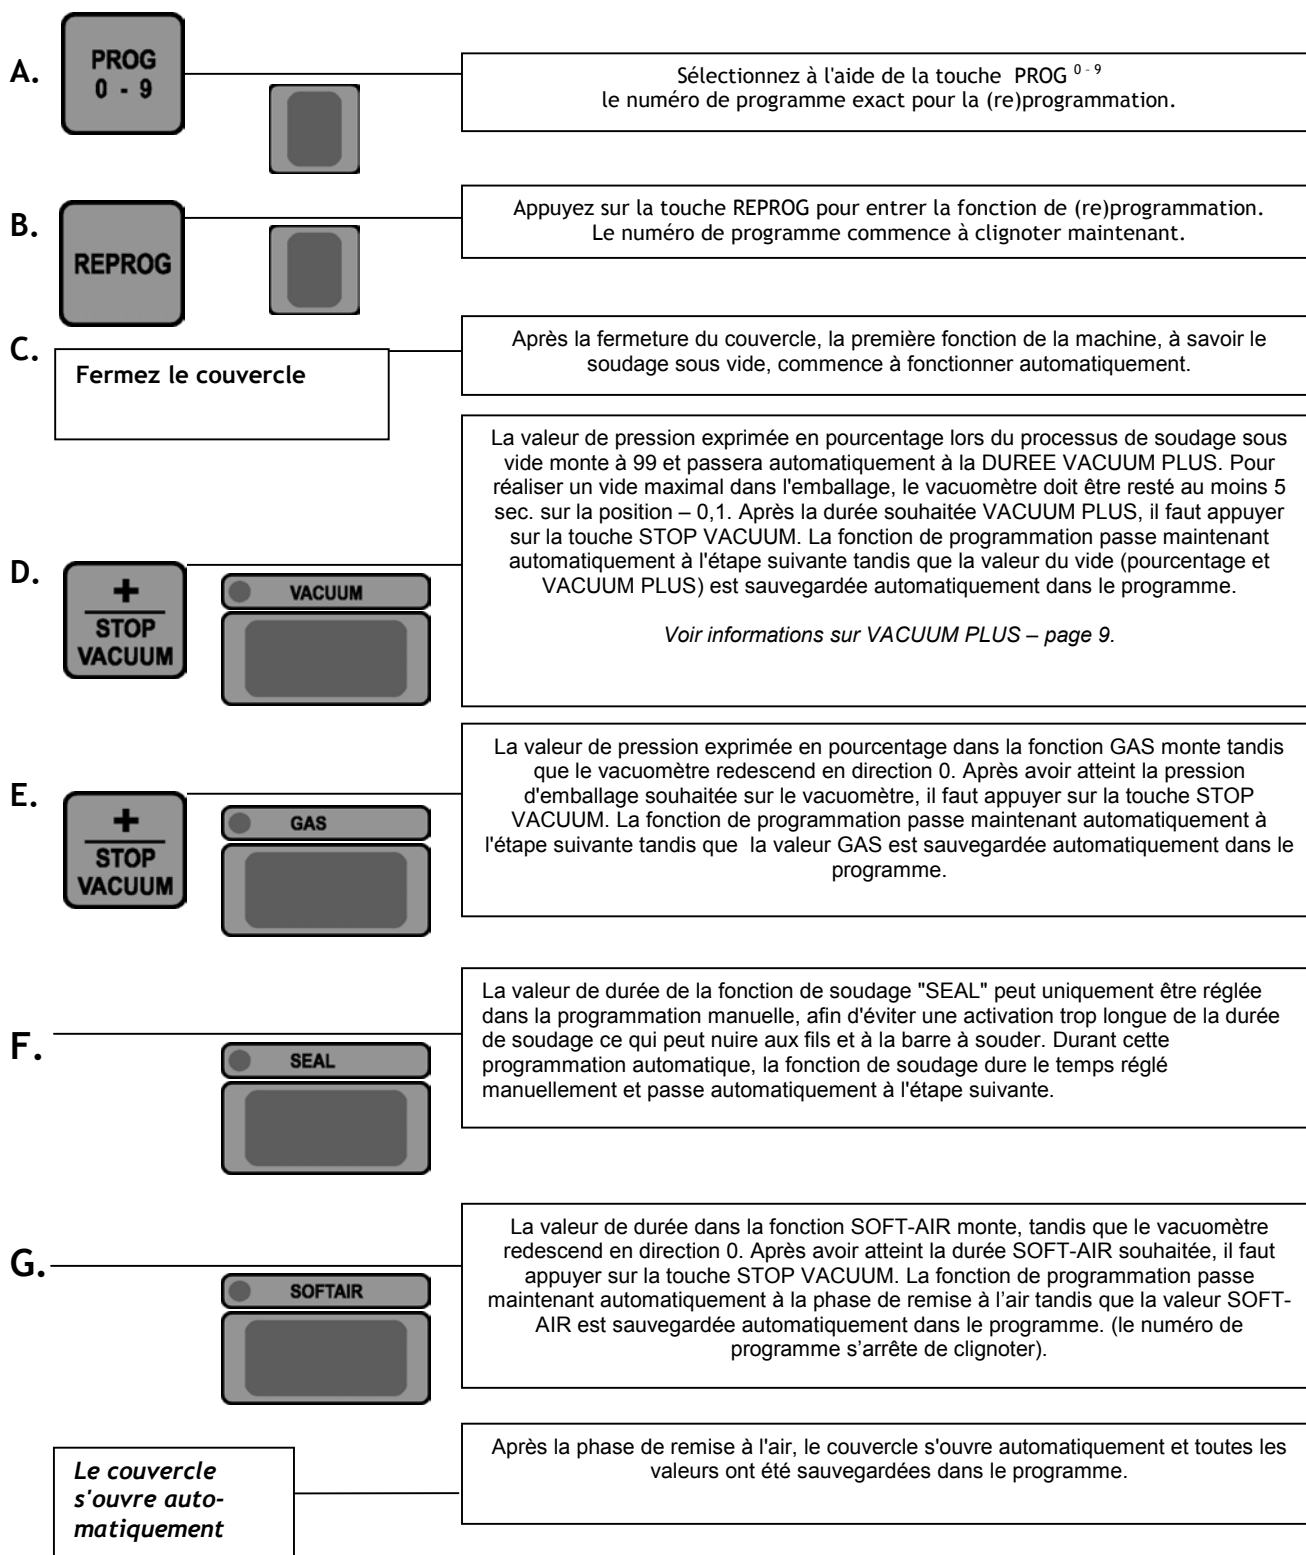 A.
PROG
0 - 9
Sélectionnez à l'aide de la touche PROG 0 - 9
le numéro de programme exact pour la (re)programmation.
B.
REPROG
Appuyez sur la touche REPROG pour entrer la fonction de (re)programmation.
Le numéro de programme commence à clignoter maintenant.
C.
Fermez le couvercle
Après la fermeture du couvercle, la première fonction de la machine, à savoir le
soudage sous vide, commence à fonctionner automatiquement.
D.
+
STOP
VACUUM
VACUUM
La valeur de pression exprimée en pourcentage lors du processus de soudage sous
vide monte à 99 et passera automatiquement à la DUREE VACUUM PLUS. Pour
réaliser un vide maximal dans l'emballage, le vacuomètre doit être resté au moins 5
sec. sur la position – 0,1. Après la durée souhaitée VACUUM PLUS, il faut appuyer
sur la touche STOP VACUUM. La fonction de programmation passe maintenant
automatiquement à l'étape suivante tandis que la valeur du vide (pourcentage et
VACUUM PLUS) est sauvegardée automatiquement dans le programme.
Voir informations sur VACUUM PLUS – page 9.
E.
+
STOP
VACUUM
GAS
La valeur de pression exprimée en pourcentage dans la fonction GAS monte tandis
que le vacuomètre redescend en direction 0. Après avoir atteint la pression
d'emballage souhaitée sur le vacuomètre, il faut appuyer sur la touche STOP
VACUUM. La fonction de programmation passe maintenant automatiquement à
l'étape suivante tandis que la valeur GAS est sauvegardée automatiquement dans le
programme.
F.
SEAL
La valeur de durée de la fonction de soudage "SEAL" peut uniquement être réglée
dans la programmation manuelle, afin d'éviter une activation trop longue de la durée
de soudage ce qui peut nuire aux fils et à la barre à souder. Durant cette
programmation automatique, la fonction de soudage dure le temps réglé
manuellement et passe automatiquement à l'étape suivante.
G.
SOFTAIR
La valeur de durée dans la fonction SOFT-AIR monte, tandis que le vacuomètre
redescend en direction 0. Après avoir atteint la durée SOFT-AIR souhaitée, il faut
appuyer sur la touche STOP VACUUM. La fonction de programmation passe
maintenant automatiquement à la phase de remise à l’air tandis que la valeur SOFT-
AIR est sauvegardée automatiquement dans le programme. (le numéro de
programme s’arrête de clignoter).
Le couvercle
s'ouvre auto-
matiquement
Après la phase de remise à l'air, le couvercle s'ouvre automatiquement et toutes les
valeurs ont été sauvegardées dans le programme.